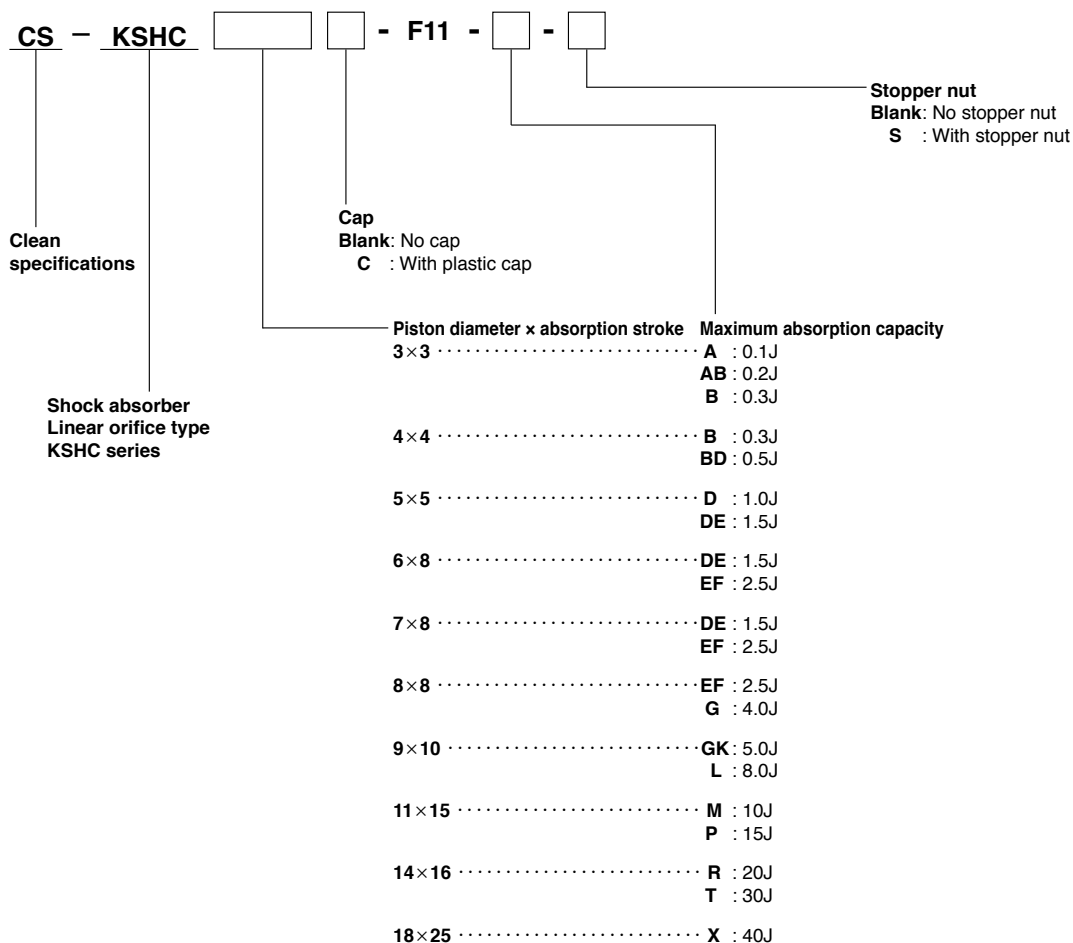 CS – KSHC - F11 - -
Stopper nut
Blank: No stopper nut
S : With stopper nut
Cap
Blank: No cap
C : With plastic cap
Clean
specifications
Piston diameter × absorption stroke Maximum absorption capacity
3×3 ··························· A : 0.1J
AB : 0.2J
B : 0.3J
Shock absorber
Linear orifice type
KSHC series
4×4 ··························· B : 0.3J
BD : 0.5J
5×5 ··························· D : 1.0J
DE : 1.5J
6×8 ··························· DE : 1.5J
EF : 2.5J
7×8 ··························· DE : 1.5J
EF : 2.5J
8×8 ··························· EF : 2.5J
G : 4.0J
9×10 ·························· GK : 5.0J
L : 8.0J
11×15 ························· M : 10J
P : 15J
14×16 ························· R : 20J
T : 30J
18×25 ························· X : 40J